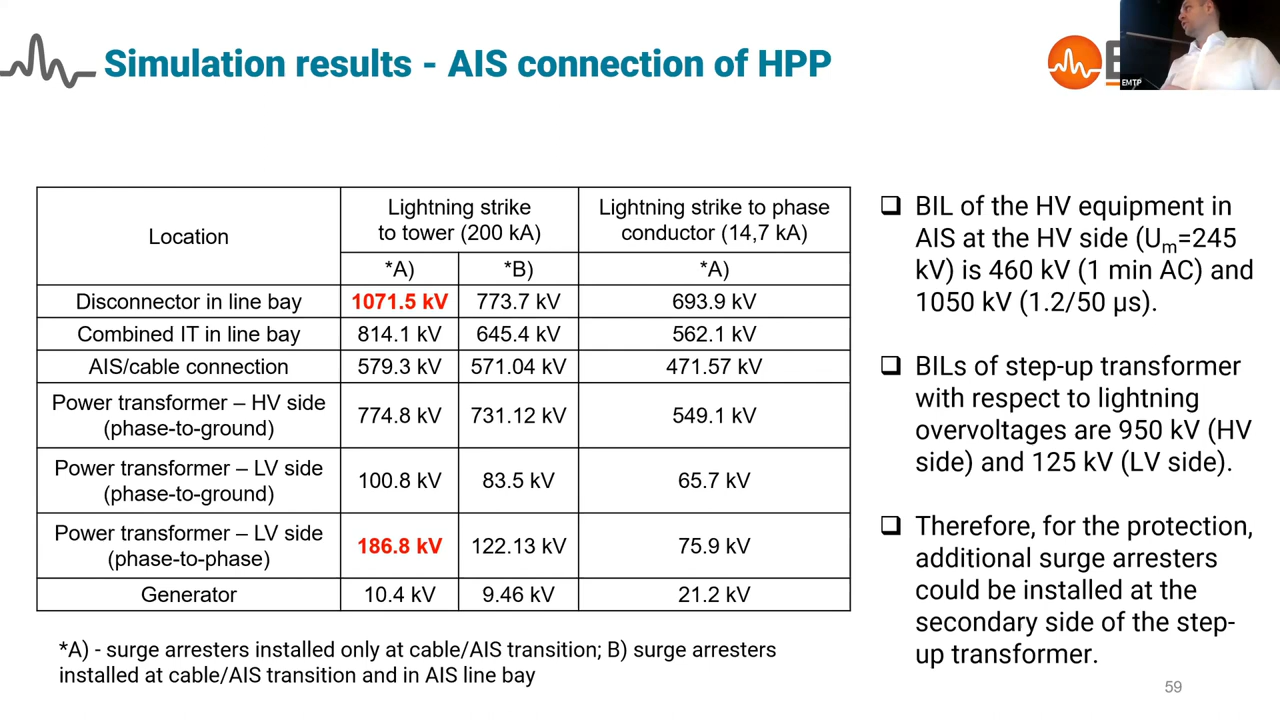 Simulation results - AIS connection of HPP
E
EMTP
Location
Lightning strike
to tower (200 kA)
Lightning strike to phase
conductor (14,7 kA)
*A) *B) *A)
Disconnector in line bay 1071.5 kV 773.7 kV 693.9 kV
Combined IT in line bay 814.1 kV 645.4 kV 562.1 kV
AIS/cable connection 579.3 kV 571.04 kV 471.57 kV
Power transformer – HV side
(phase-to-ground) 774.8 kV 731.12 kV 549.1 kV
Power transformer – LV side
(phase-to-ground) 100.8 kV 83.5 kV 65.7 kV
Power transformer – LV side
(phase-to-phase) 186.8 kV 122.13 kV 75.9 kV
Generator 10.4 kV 9.46 kV 21.2 kV
*A) - surge arresters installed only at cable/AIS transition; B) surge arresters
installed at cable/AIS transition and in AIS line bay
BIL of the HV equipment in
AIS at the HV side (Um=245
kV) is 460 kV (1 min AC) and
1050 kV (1.2/50 µs).
BILs of step-up transformer
with respect to lightning
overvoltages are 950 kV (HV
side) and 125 kV (LV side).
Therefore, for the protection,
additional surge arresters
could be installed at the
secondary side of the step-
up transformer.
59